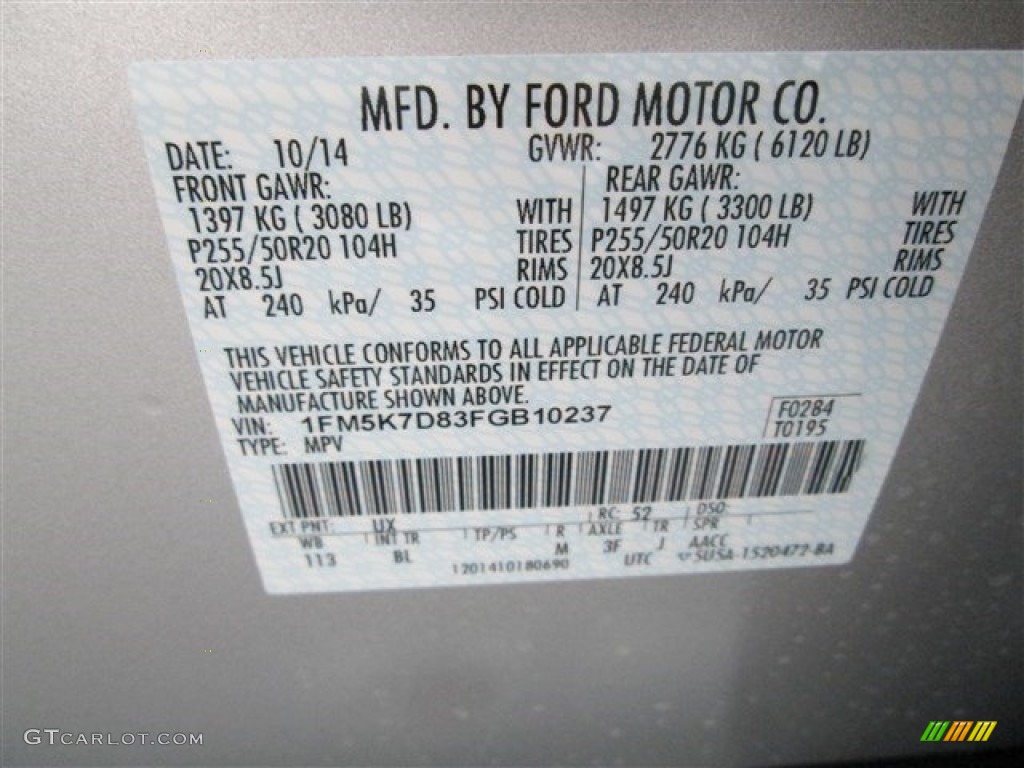 MFD. BY FORD MOTOR CO.
DATE: 10/14 GVWR: 2776 KG ( 6120 LB)
FRONT GAWR: REAR GAWR:
1397 KG ( 3080 LB) WITH 1497 KG ( 3300 LB) WITH
P255/50R20 104H TIRES P255/50R20 104H TIRES
20X8.5J RIMS 20X8.5J RIMS
AT 240 kPa/ 35 PSI COLD AT 240 kPa/ 35 PSI COLD
THIS VEHICLE CONFORMS TO ALL APPLICABLE FEDERAL MOTOR
VEHICLE SAFETY STANDARDS IN EFFECT ON THE DATE OF
MANUFACTURE SHOWN ABOVE.
VIN: 1FM5K7D83FGB10237 F0284
TYPE: MPV T0195
EXT PNT: UX RC: 52 DSO:
WB INT TR TP/PS R AXLE TR SPR
113 BL M 3F J AACC
1201410180690 UTC SUSA-1520472-BA
GTCARLOT.COM